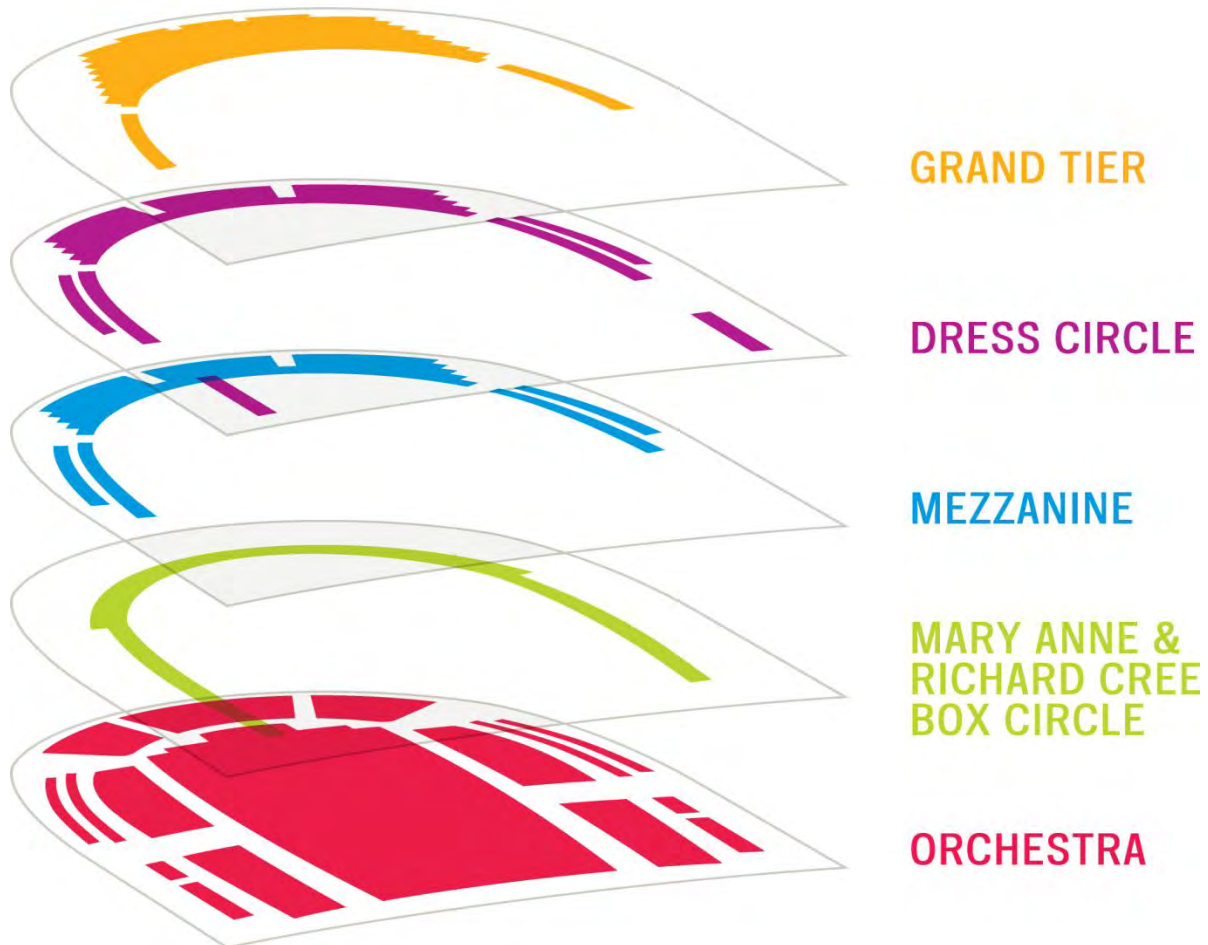 GRAND TIER
DRESS CIRCLE
MEZZANINE
MARY ANNE &
RICHARD CREE
BOX CIRCLE
ORCHESTRA